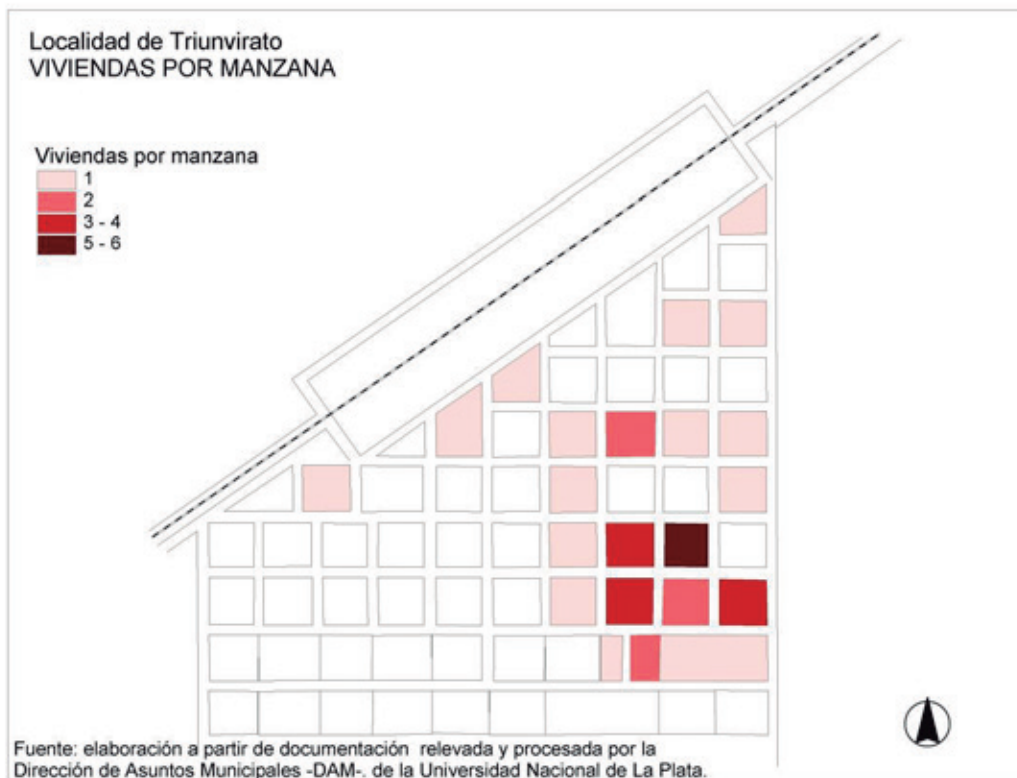 Localidad de Triunvirato
VIVIENDAS POR MANZANA
Viviendas por manzana
1
2
3 - 4
5 - 6
Fuente: elaboración a partir de documentación relevada y procesada por la
Dirección de Asuntos Municipales -DAM-. de la Universidad Nacional de La Plata.